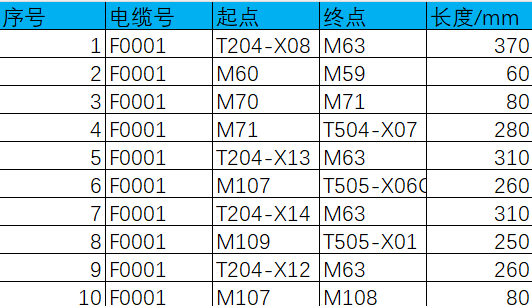 序号 电缆号 起点 终点 长度/mm
1 F0001 T204-X08 M63 370
2 F0001 M60 M59 60
3 F0001 M70 M71 80
4 F0001 M71 T504-X07 280
5 F0001 T204-X13 M63 310
6 F0001 M107 T505-X06 260
7 F0001 T204-X14 M63 310
8 F0001 M109 T505-X01 250
9 F0001 T204-X12 M63 260
10 F0001 M107 M108 80